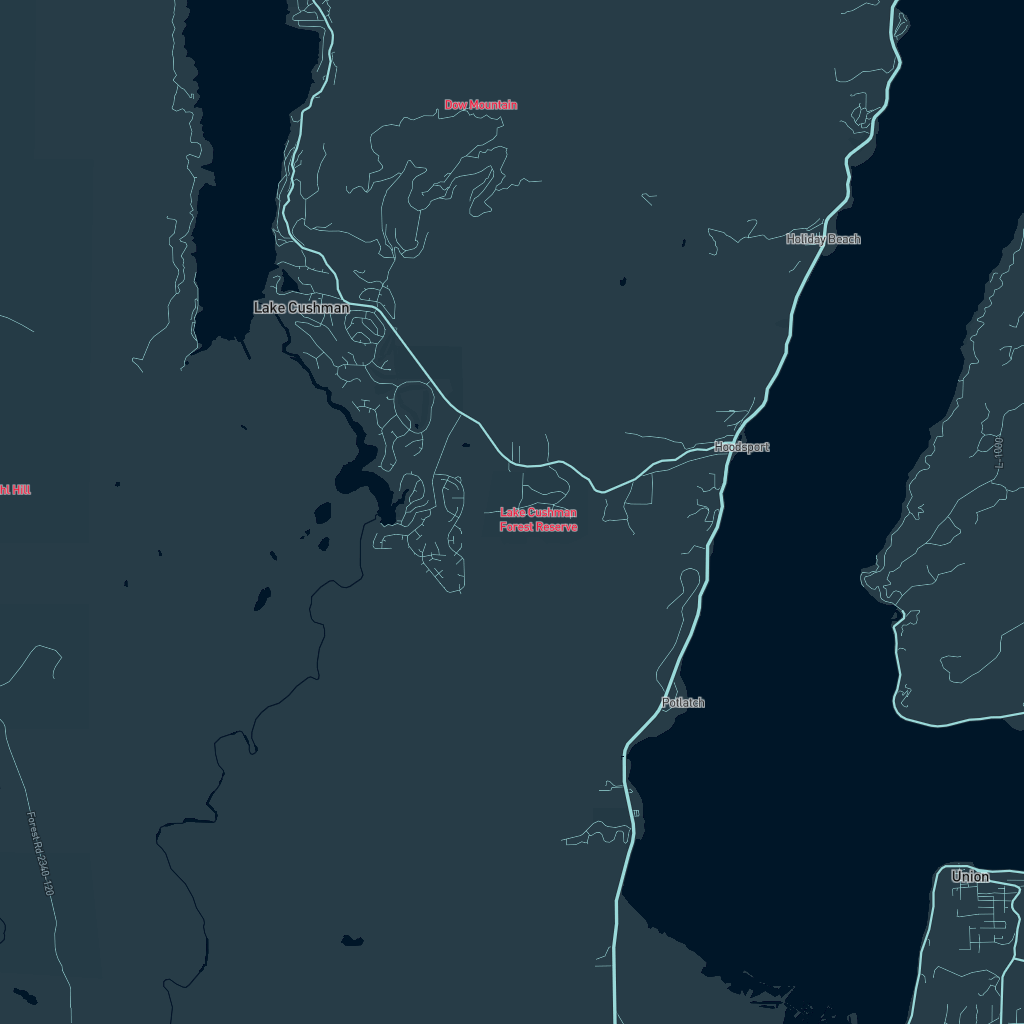 Dow Mountain
Holiday Beach
Lake Cushman
Hoodsport
L-1000
hl Hill
Lake Cushman
Forest Reserve
Potlatch
Forest Rd 2340-120
Union